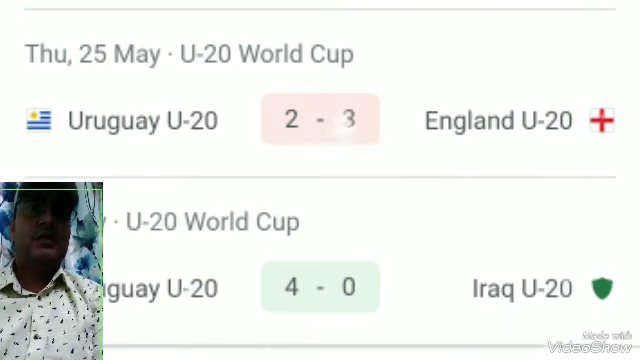 Thu, 25 May · U-20 World Cup
Uruguay U-20 2 - 3 England U-20
· U-20 World Cup
guay U-20 4 - 0 Iraq U-20
Made with
VideoShow